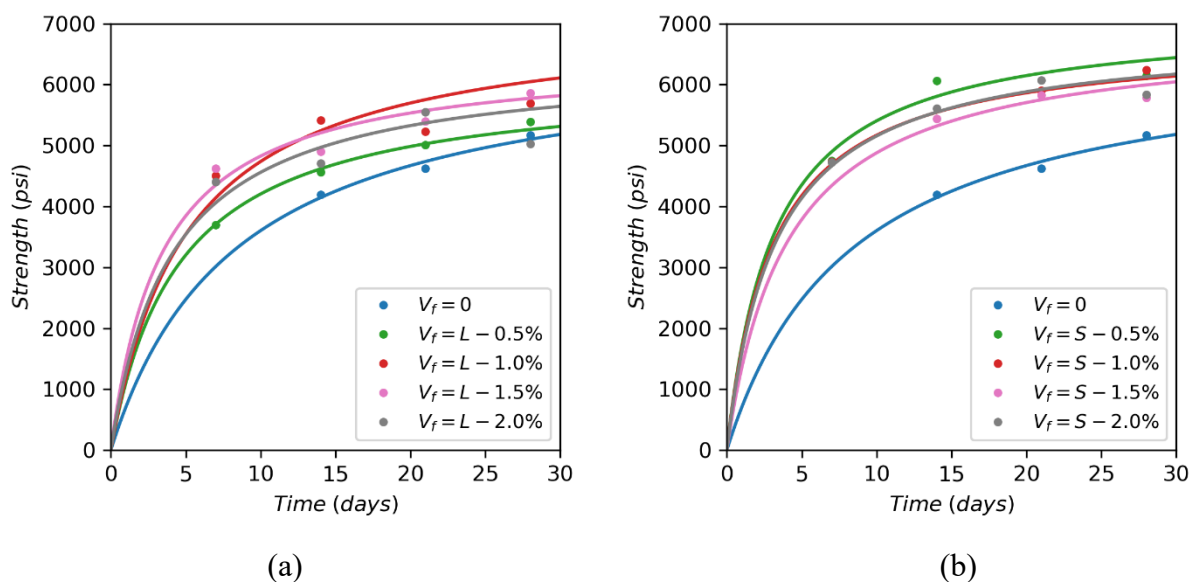 7000
6000
5000
4000
3000
2000
1000
0
Strength (psi)
0 5 10 15 20 25 30
Time (days)
V_f = 0
V_f = L − 0.5%
V_f = L − 1.0%
V_f = L − 1.5%
V_f = L − 2.0%
(a)
7000
6000
5000
4000
3000
2000
1000
0
Strength (psi)
0 5 10 15 20 25 30
Time (days)
V_f = 0
V_f = S − 0.5%
V_f = S − 1.0%
V_f = S − 1.5%
V_f = S − 2.0%
(b)